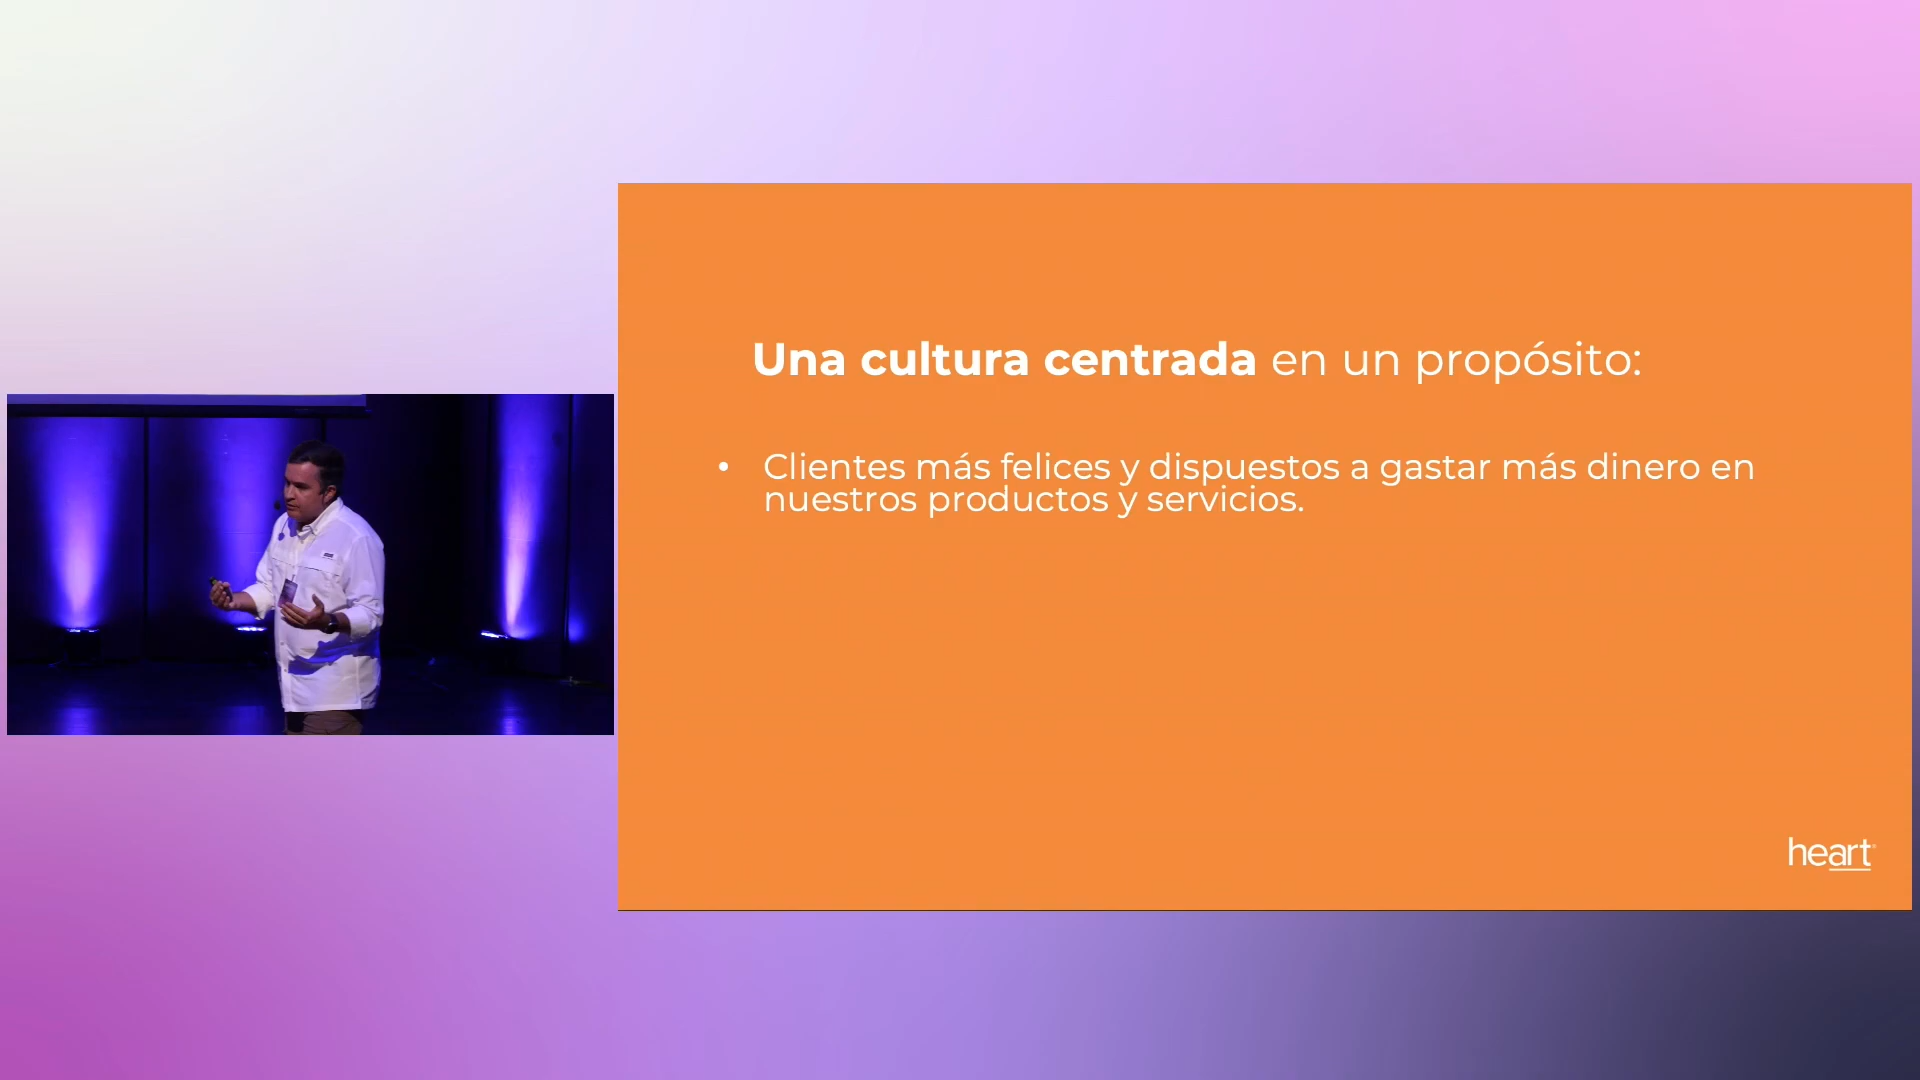 Una cultura centrada en un propósito:
• Clientes más felices y dispuestos a gastar más dinero en
nuestros productos y servicios.
heart